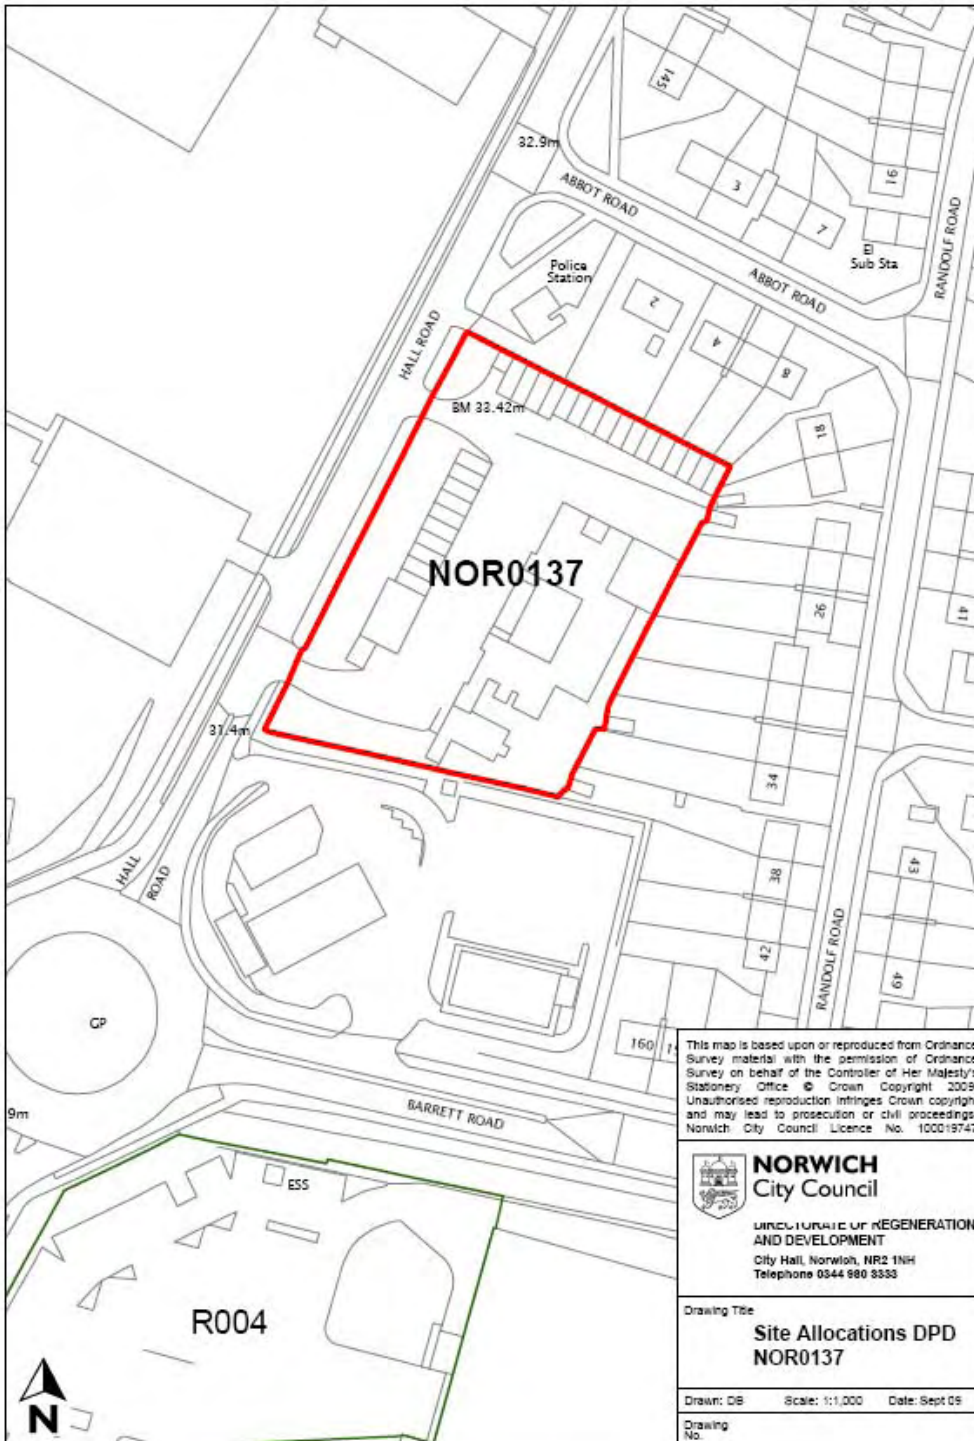 145
32.9m
ABBOT ROAD
3
91
7
El
Sub Sta
RANDOLF ROAD
Police
Station
2
ABBOT ROAD
HALL ROAD
4
8
BM 33.42m
18
NOR0137
26
41
31.4m
34
HALL
ROAD
38
43
42
RANDOLF ROAD
49
GP
160
9m
BARRETT ROAD
ESS
R004
N
This map is based upon or reproduced from Ordnance
Survey material with the permission of Ordnance
Survey on behalf of the Controller of Her Majesty's
Stationery Office © Crown Copyright 2009
Unauthorised reproduction infringes Crown copyright
and may lead to prosecution or civil proceedings
Norwich City Council Licence No. 100019747
NORWICH
City Council
DIRECTORATE OF REGENERATION
AND DEVELOPMENT
City Hall, Norwich, NR2 1NH
Telephone 0344 980 3333
Drawing Title
Site Allocations DPD
NOR0137
Drawn: DB Scale: 1:1,000 Date: Sept 09
Drawing
No.